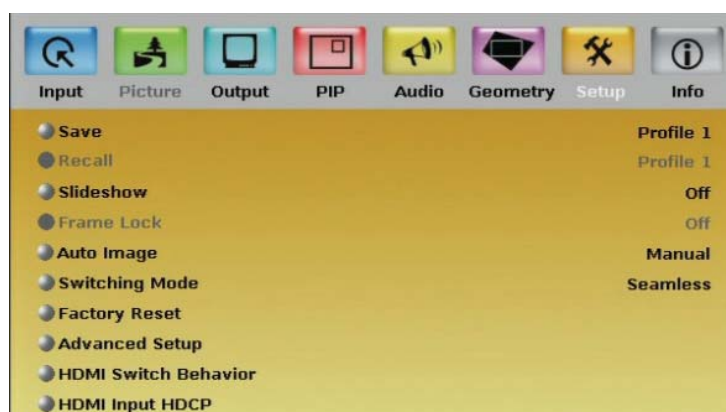 Input Picture Output PIP Audio Geometry Setup Info
Save Profile 1
Recall Profile 1
Slideshow Off
Frame Lock Off
Auto Image Manual
Switching Mode Seamless
Factory Reset
Advanced Setup
HDMI Switch Behavior
HDMI Input HDCP